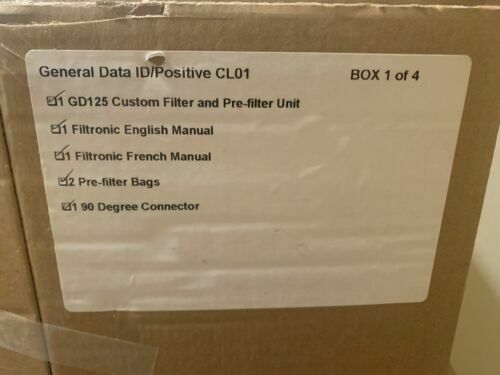 General Data ID/Positive CL01 BOX 1 of 4
☑1 GD125 Custom Filter and Pre-filter Unit
☑1 Filtronic English Manual
☑1 Filtronic French Manual
☑2 Pre-filter Bags
☑1 90 Degree Connector